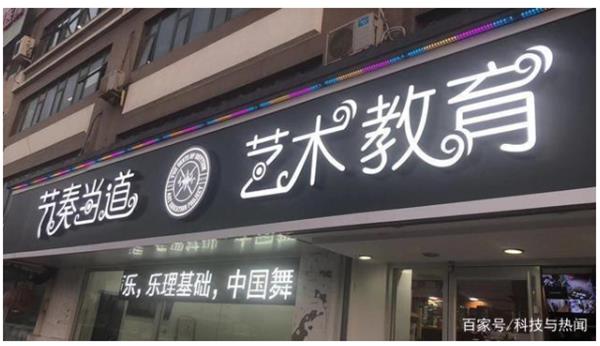 节奏当道
艺术教育
乐,乐理基础,中国舞
百家号/科技与热闻